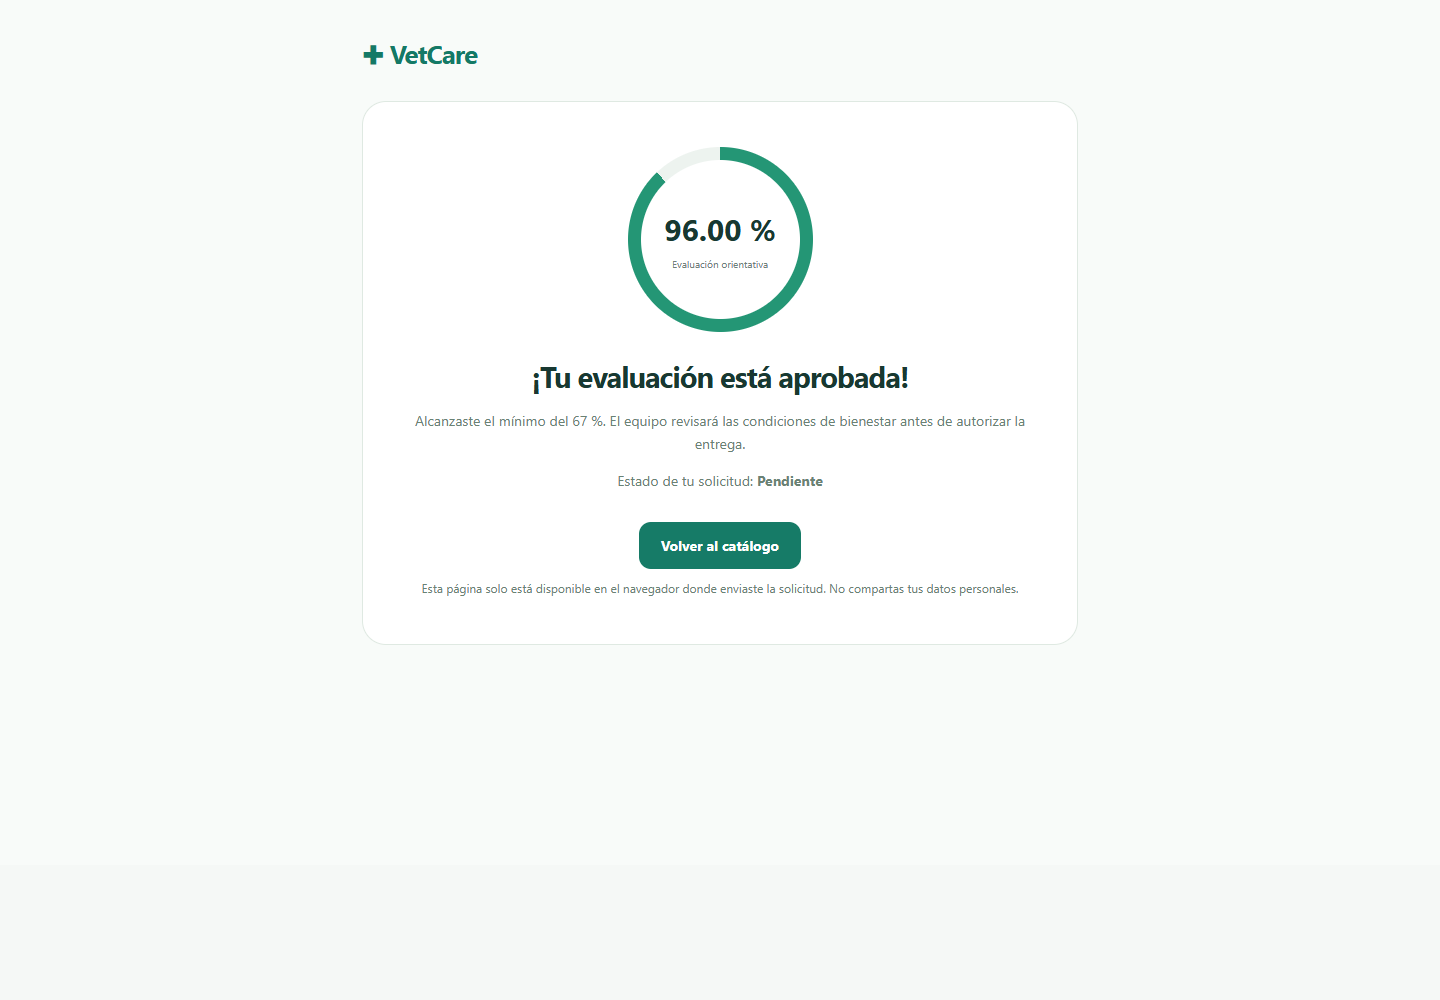 ✚ VetCare
96.00 %
Evaluación orientativa
¡Tu evaluación está aprobada!
Alcanzaste el mínimo del 67 %. El equipo revisará las condiciones de bienestar antes de autorizar la
entrega.
Estado de tu solicitud: Pendiente
Volver al catálogo
Esta página solo está disponible en el navegador donde enviaste la solicitud. No compartas tus datos personales.